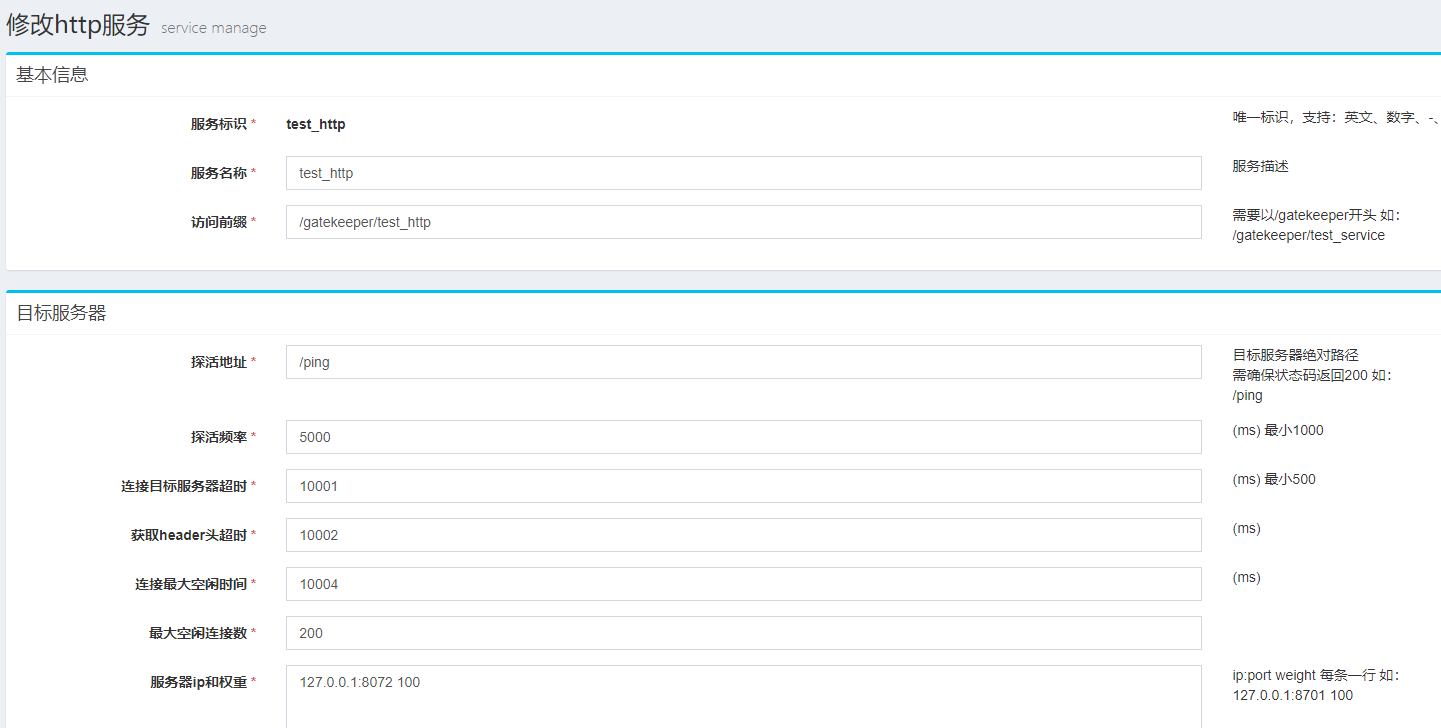 修改http服务 service manage
基本信息
服务标识 * test_http 唯一标识，支持：英文、数字、-、
服务名称 * test_http 服务描述
访问前缀 * /gatekeeper/test_http 需要以/gatekeeper开头 如：
/gatekeeper/test_service
目标服务器
探活地址 * /ping 目标服务器绝对路径
需确保状态码返回200 如：
/ping
探活频率 * 5000 (ms) 最小1000
连接目标服务器超时 * 10001 (ms) 最小500
获取header头超时 * 10002 (ms)
连接最大空闲时间 * 10004 (ms)
最大空闲连接数 * 200
服务器ip和权重 * 127.0.0.1:8072 100 ip:port weight 每条一行 如：
127.0.0.1:8701 100